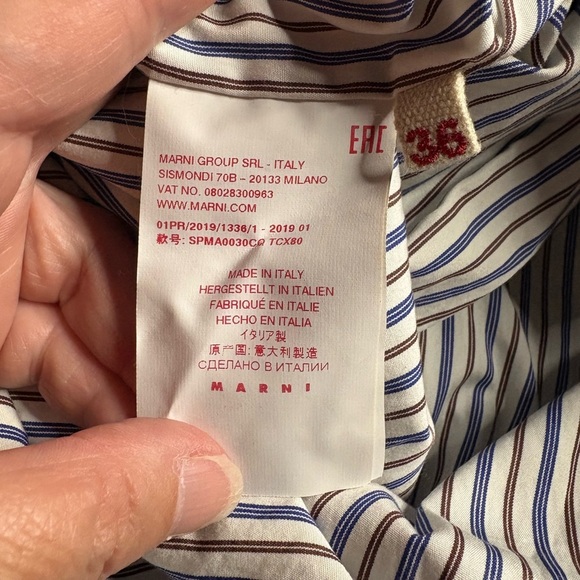 EAC
36
MARNI GROUP SRL - ITALY
SISMONDI 70B – 20133 MILANO
VAT NO. 08028300963
WWW.MARNI.COM
01PR/2019/1336/1 - 2019 01
款号: SPMA0030CQ TCX80
MADE IN ITALY
HERGESTELLT IN ITALIEN
FABRIQUÉ EN ITALIE
HECHO EN ITALIA
イタリア製
原产国: 意大利製造
СДЕЛАНО В ИТАЛИИ
MARNI